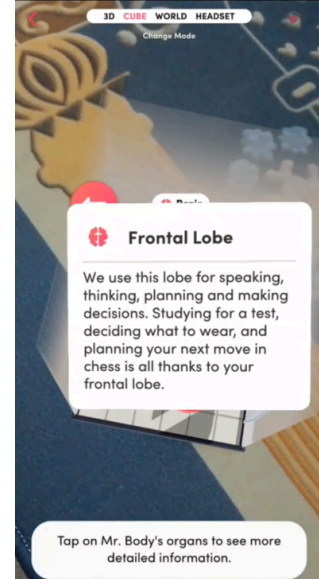 3D CUBE WORLD HEADSET
Change Mode
Frontal Lobe
We use this lobe for speaking,
thinking, planning and making
decisions. Studying for a test,
deciding what to wear, and
planning your next move in
chess is all thanks to your
frontal lobe.
Tap on Mr. Body's organs to see more
detailed information.